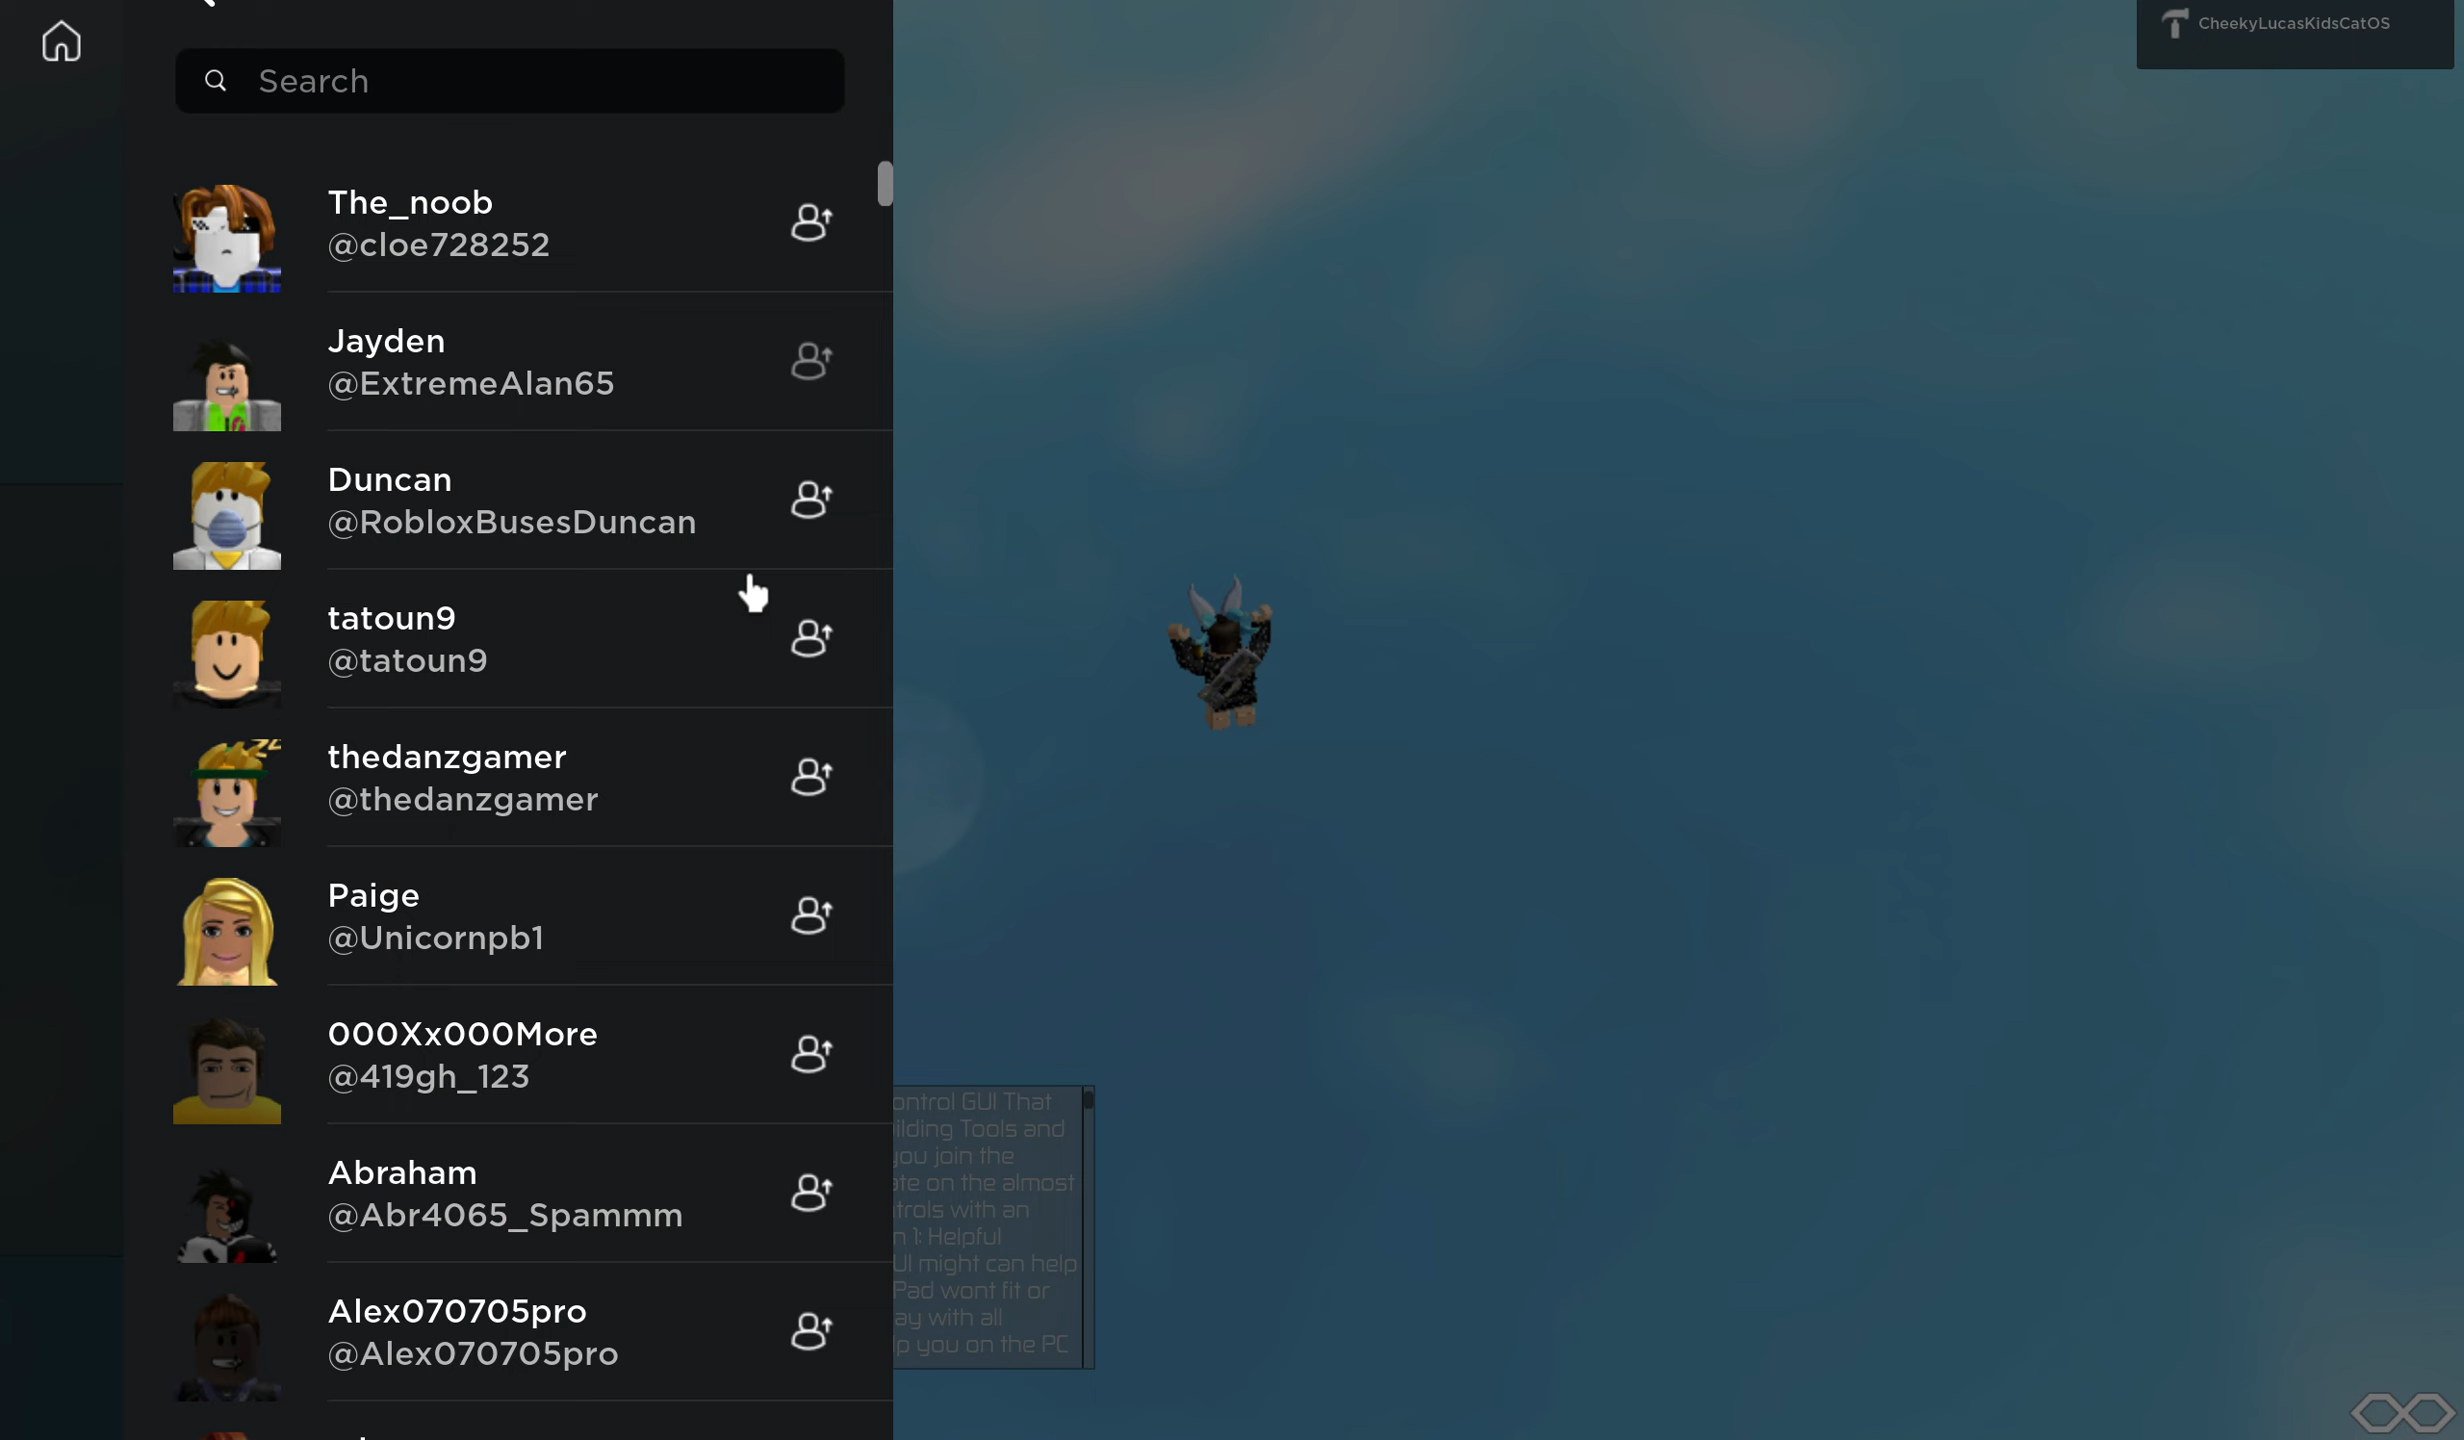 CheekyLucasKidsCatOS
Search
The_noob
@cloe728252
Jayden
@ExtremeAlan65
Duncan
@RobloxBusesDuncan
tatoun9
@tatoun9
thedanzgamer
@thedanzgamer
Paige
@Unicornpb1
000Xx000More
@419gh_123
Abraham
@Abr4065_Spammm
Alex070705pro
@Alex070705pro
ontrol GUI That
ilding Tools and
you join the
ate on the almost
trols with an
n 1: Helpful
UI might can help
Pad wont fit or
ay with all
lp you on the PC